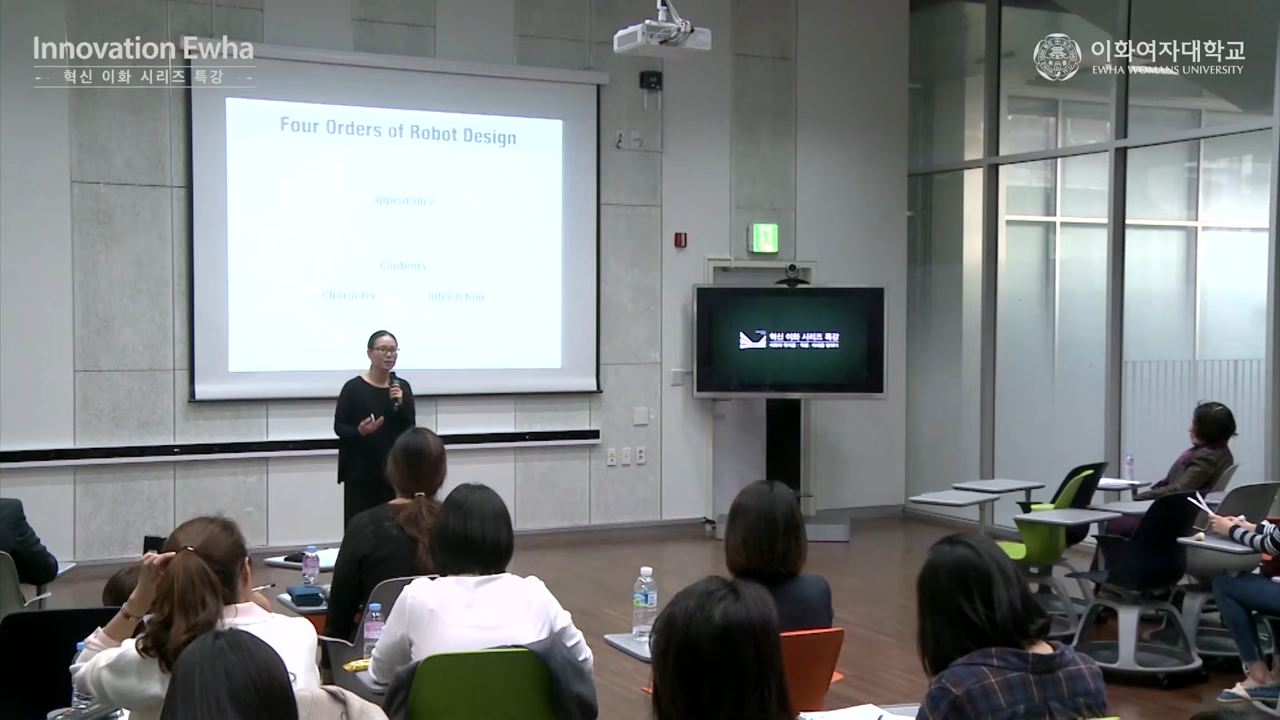 Innovation Ewha
혁신 이화 시리즈 특강
이화여자대학교
EWHA WOMANS UNIVERSITY
Four Orders of Robot Design
Appearance
Contents
Character
Interaction
혁신 이화 시리즈 특강